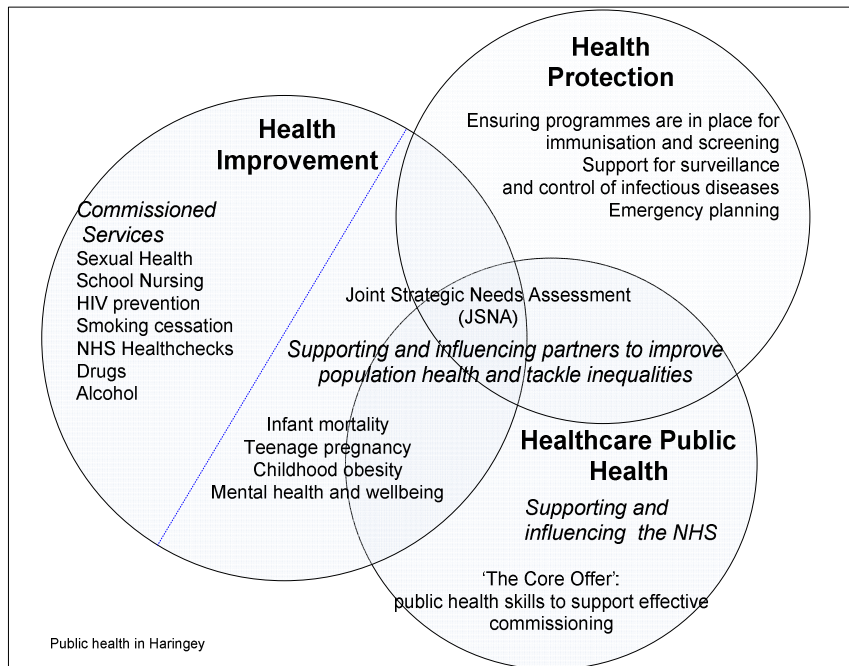 Health
Protection
Ensuring programmes are in place for
immunisation and screening
Support for surveillance
and control of infectious diseases
Emergency planning
Health
Improvement
Commissioned
Services
Sexual Health
School Nursing
HIV prevention
Smoking cessation
NHS Healthchecks
Drugs
Alcohol
Joint Strategic Needs Assessment
(JSNA)
Supporting and influencing partners to improve
population health and tackle inequalities
Infant mortality
Teenage pregnancy
Childhood obesity
Mental health and wellbeing
Healthcare Public
Health
Supporting and
influencing the NHS
‘The Core Offer’:
public health skills to support effective
commissioning
Public health in Haringey